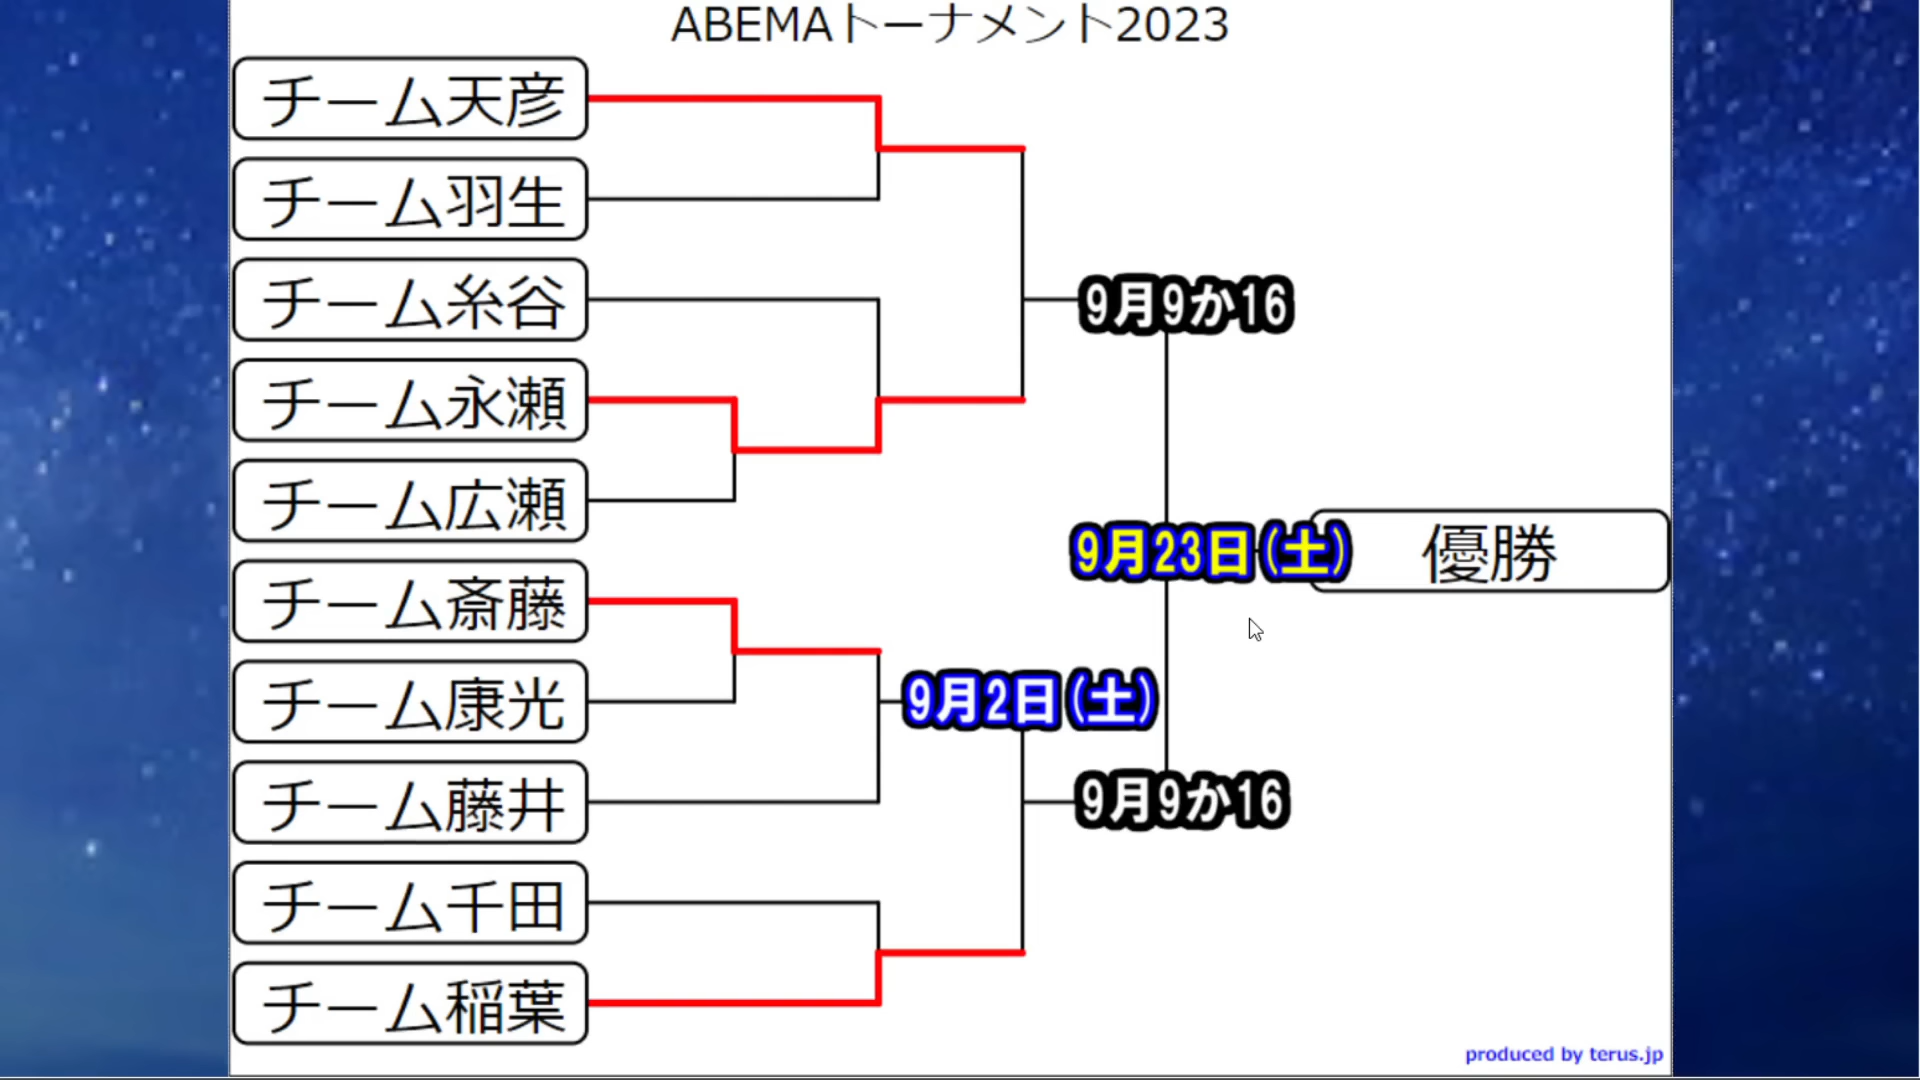 ABEMAトーナメント2023
チーム天彦
チーム羽生
チーム糸谷
チーム永瀬
チーム広瀬
チーム斎藤
チーム康光
チーム藤井
チーム千田
チーム稲葉
9月9か16
9月23日(土)
優勝
9月2日(土)
9月9か16
produced by terus.jp